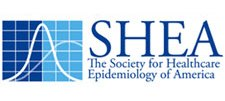 SHEA
The Society for Healthcare
Epidemiology of America